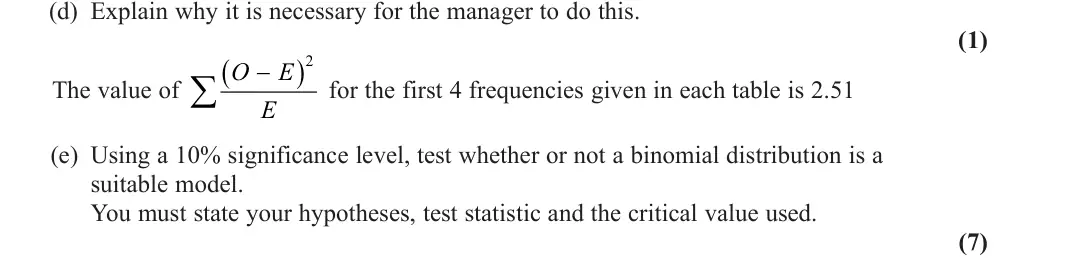 (d) Explain why it is necessary for the manager to do this.
(1)
The value of ∑ (O – E)² / E for the first 4 frequencies given in each table is 2.51
(e) Using a 10% significance level, test whether or not a binomial distribution is a
suitable model.
You must state your hypotheses, test statistic and the critical value used.
(7)